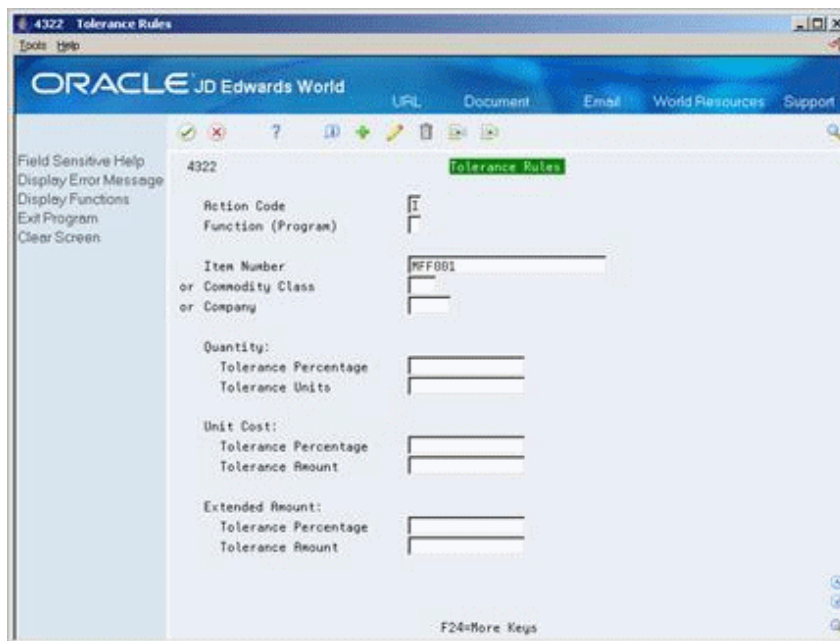 4322 Tolerance Rules
Tools Help
ORACLE JD Edwards World
URL Document Email World Resources Support
Field Sensitive Help
Display Error Message
Display Functions
Exit Program
Clear Screen
4322 Tolerance Rules
Action Code I
Function (Program)
Item Number MFF001
or Commodity Class
or Company
Quantity:
Tolerance Percentage
Tolerance Units
Unit Cost:
Tolerance Percentage
Tolerance Amount
Extended Amount:
Tolerance Percentage
Tolerance Amount
F24=More Keys